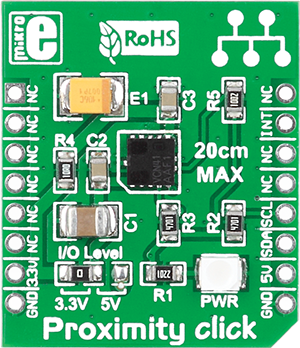 mikro
e
RoHS
NC
E1
C3
R5
NC
NC
INT
R4
C2
20cm
MAX
NC
NC
NC
SCL
NC
C1
R3
R2
SDA
3.3V
I/O Level
5V
GND
3.3V
5V
R1
1022
PWR
GND
Proximity click